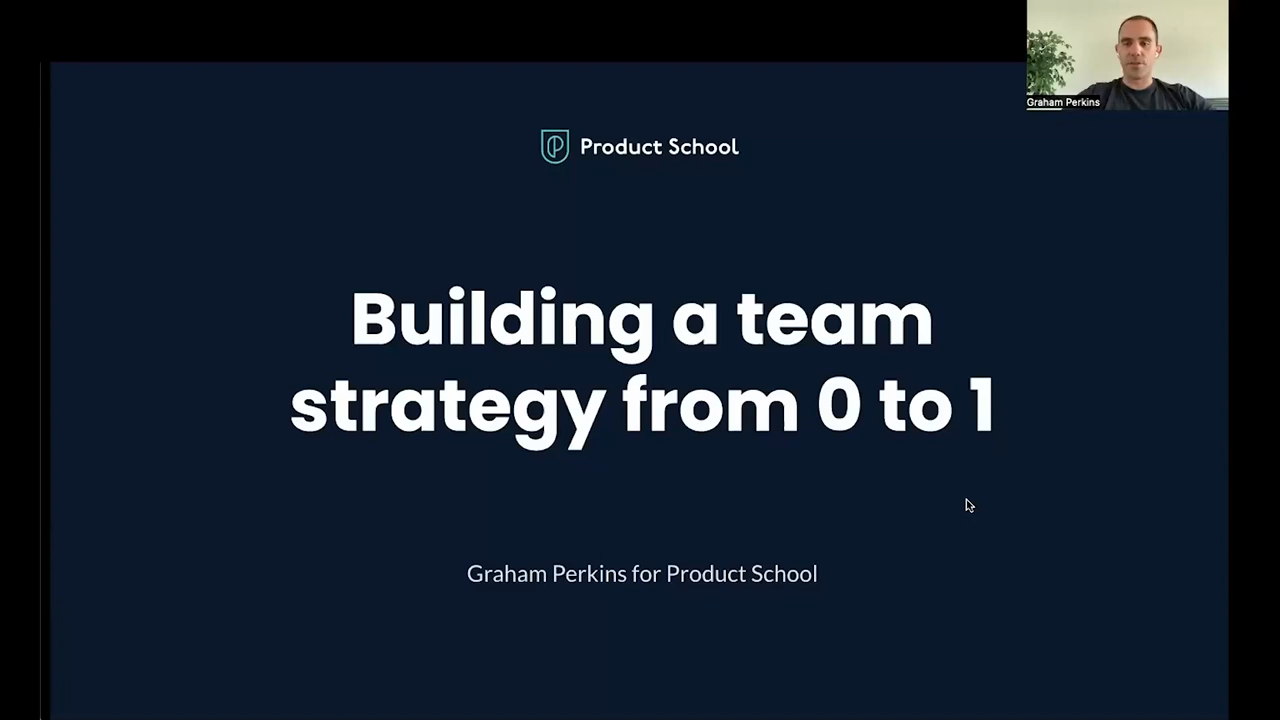 Graham Perkins
Product School
Building a team
strategy from 0 to 1
Graham Perkins for Product School